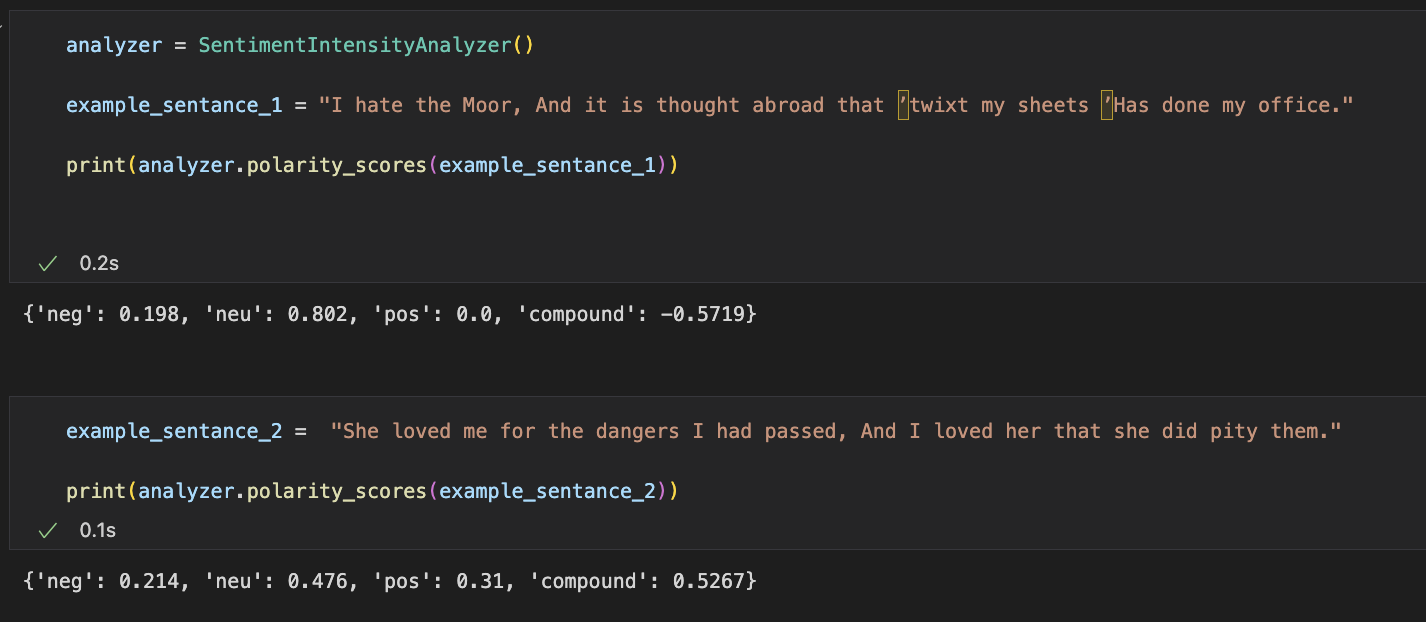 analyzer = SentimentIntensityAnalyzer()
example_sentance_1 = "I hate the Moor, And it is thought abroad that ’twixt my sheets ’Has done my office."
print(analyzer.polarity_scores(example_sentance_1))
0.2s
{'neg': 0.198, 'neu': 0.802, 'pos': 0.0, 'compound': -0.5719}
example_sentance_2 =  "She loved me for the dangers I had passed, And I loved her that she did pity them."
print(analyzer.polarity_scores(example_sentance_2))
0.1s
{'neg': 0.214, 'neu': 0.476, 'pos': 0.31, 'compound': 0.5267}